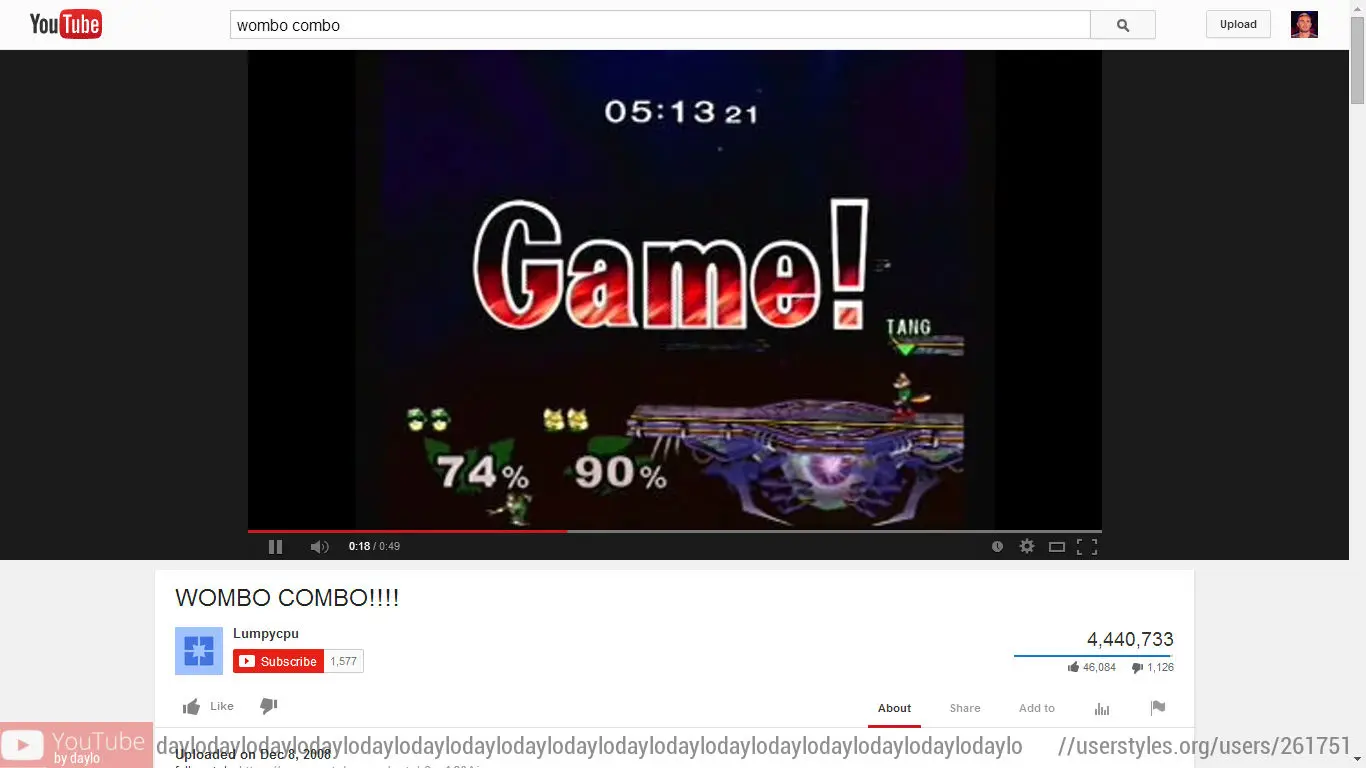 YouTube
wombo combo
Upload
05:13 21
Game!
TANG
74%
90%
0:18 / 0:49
WOMBO COMBO!!!!
Lumpycpu
Subscribe 1,577
4,440,733
46,084 1,126
Like
About Share Add to
YouTube
by daylo
daylodaylodaylodaylodaylodaylodaylodaylodaylodaylodaylodaylodaylodaylodaylodaylodaylodaylodaylo
//userstyles.org/users/261751
Uploaded on Dec 8, 2008